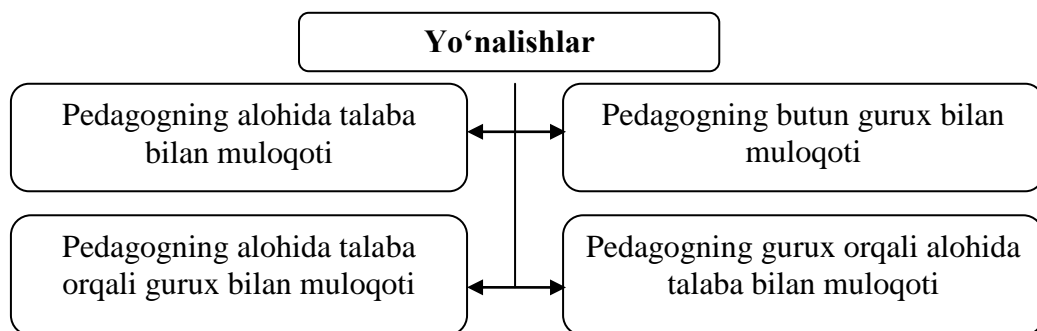 Yo‘nalishlar
Pedagogning alohida talaba
bilan muloqoti
Pedagogning butun gurux bilan
muloqoti
Pedagogning alohida talaba
orqali gurux bilan muloqoti
Pedagogning gurux orqali alohida
talaba bilan muloqoti